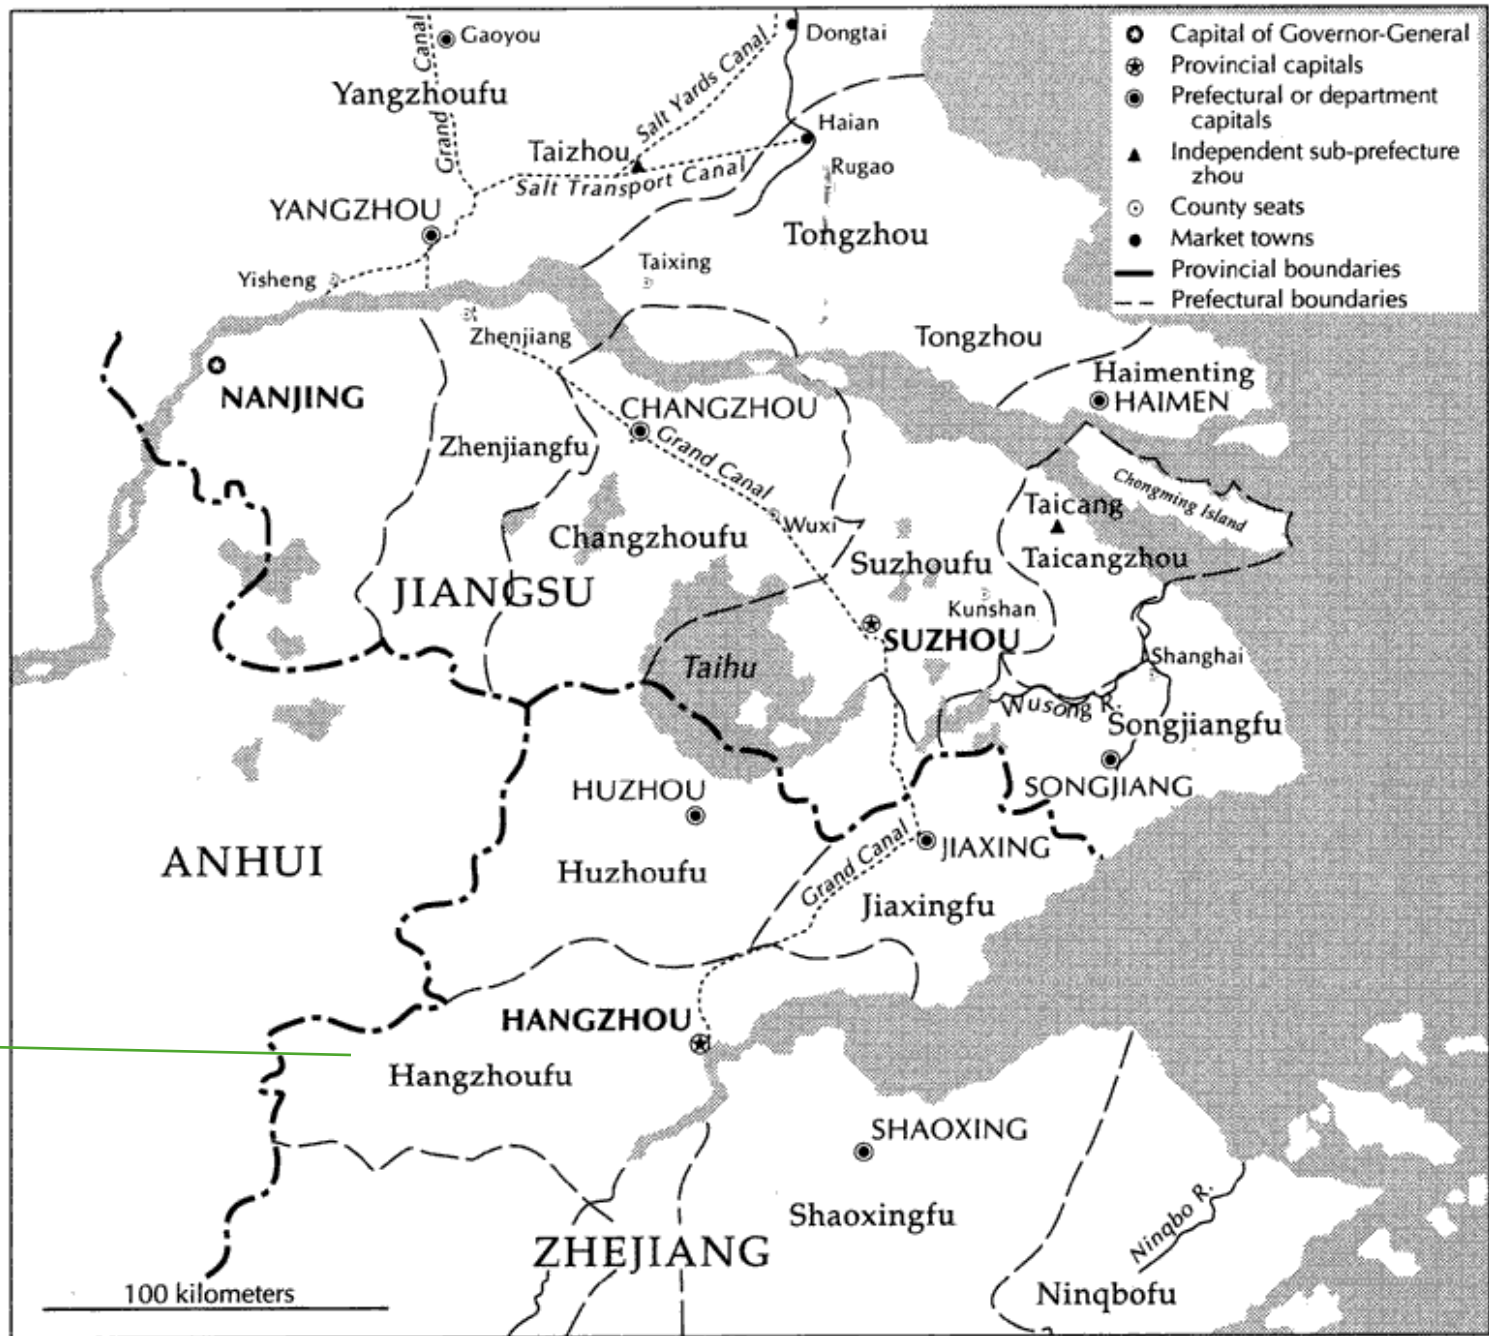 Capital of Governor-General
Provincial capitals
Prefectural or department
capitals
Independent sub-prefecture
zhou
County seats
Market towns
Provincial boundaries
Prefectural boundaries
Grand Canal
Gaoyou
Dongtai
Yangzhoufu
Salt Yards Canal
Haian
Taizhou
Grand
Salt Transport Canal
Rugao
YANGZHOU
Tongzhou
Yisheng
Taixing
Zhenjiang
Tongzhou
NANJING
Haimenting
HAIMEN
CHANGZHOU
Zhenjiangfu
Grand Canal
Chongming Island
Taicang
Wuxi
Changzhoufu
Suzhoufu
Taicangzhou
JIANGSU
Kunshan
SUZHOU
Shanghai
Taihu
Wusong R.
Songjiangfu
SONGJIANG
HUZHOU
ANHUI
Grand Canal
JIAXING
Huzhoufu
Jiaxingfu
HANGZHOU
Hangzhoufu
SHAOXING
Shaoxingfu
Ninqbo R.
ZHEJIANG
Ninqbofu
100 kilometers